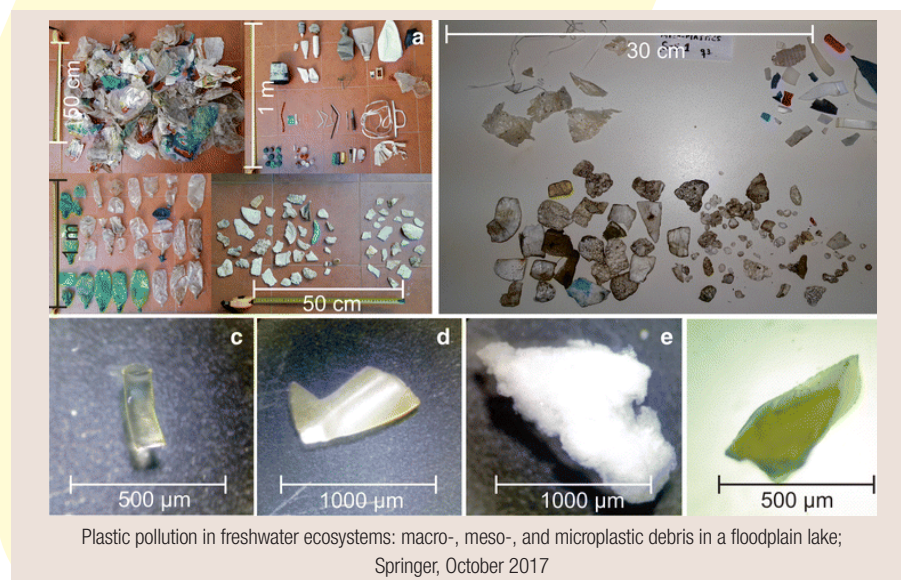 50 cm
a
1 m
30 cm
50 cm
c
d
e
500 µm
1000 µm
1000 µm
500 µm
Plastic pollution in freshwater ecosystems: macro-, meso-, and microplastic debris in a floodplain lake;
Springer, October 2017